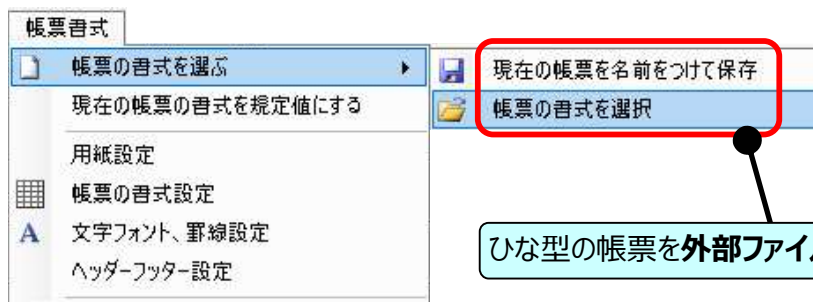 帳票書式
帳票の書式を選ぶ
現在の帳票を名前をつけて保存
現在の帳票の書式を規定値にする
帳票の書式を選択
用紙設定
帳票の書式設定
文字フォント、罫線設定
ヘッダーフッター設定
ひな型の帳票を外部ファイ